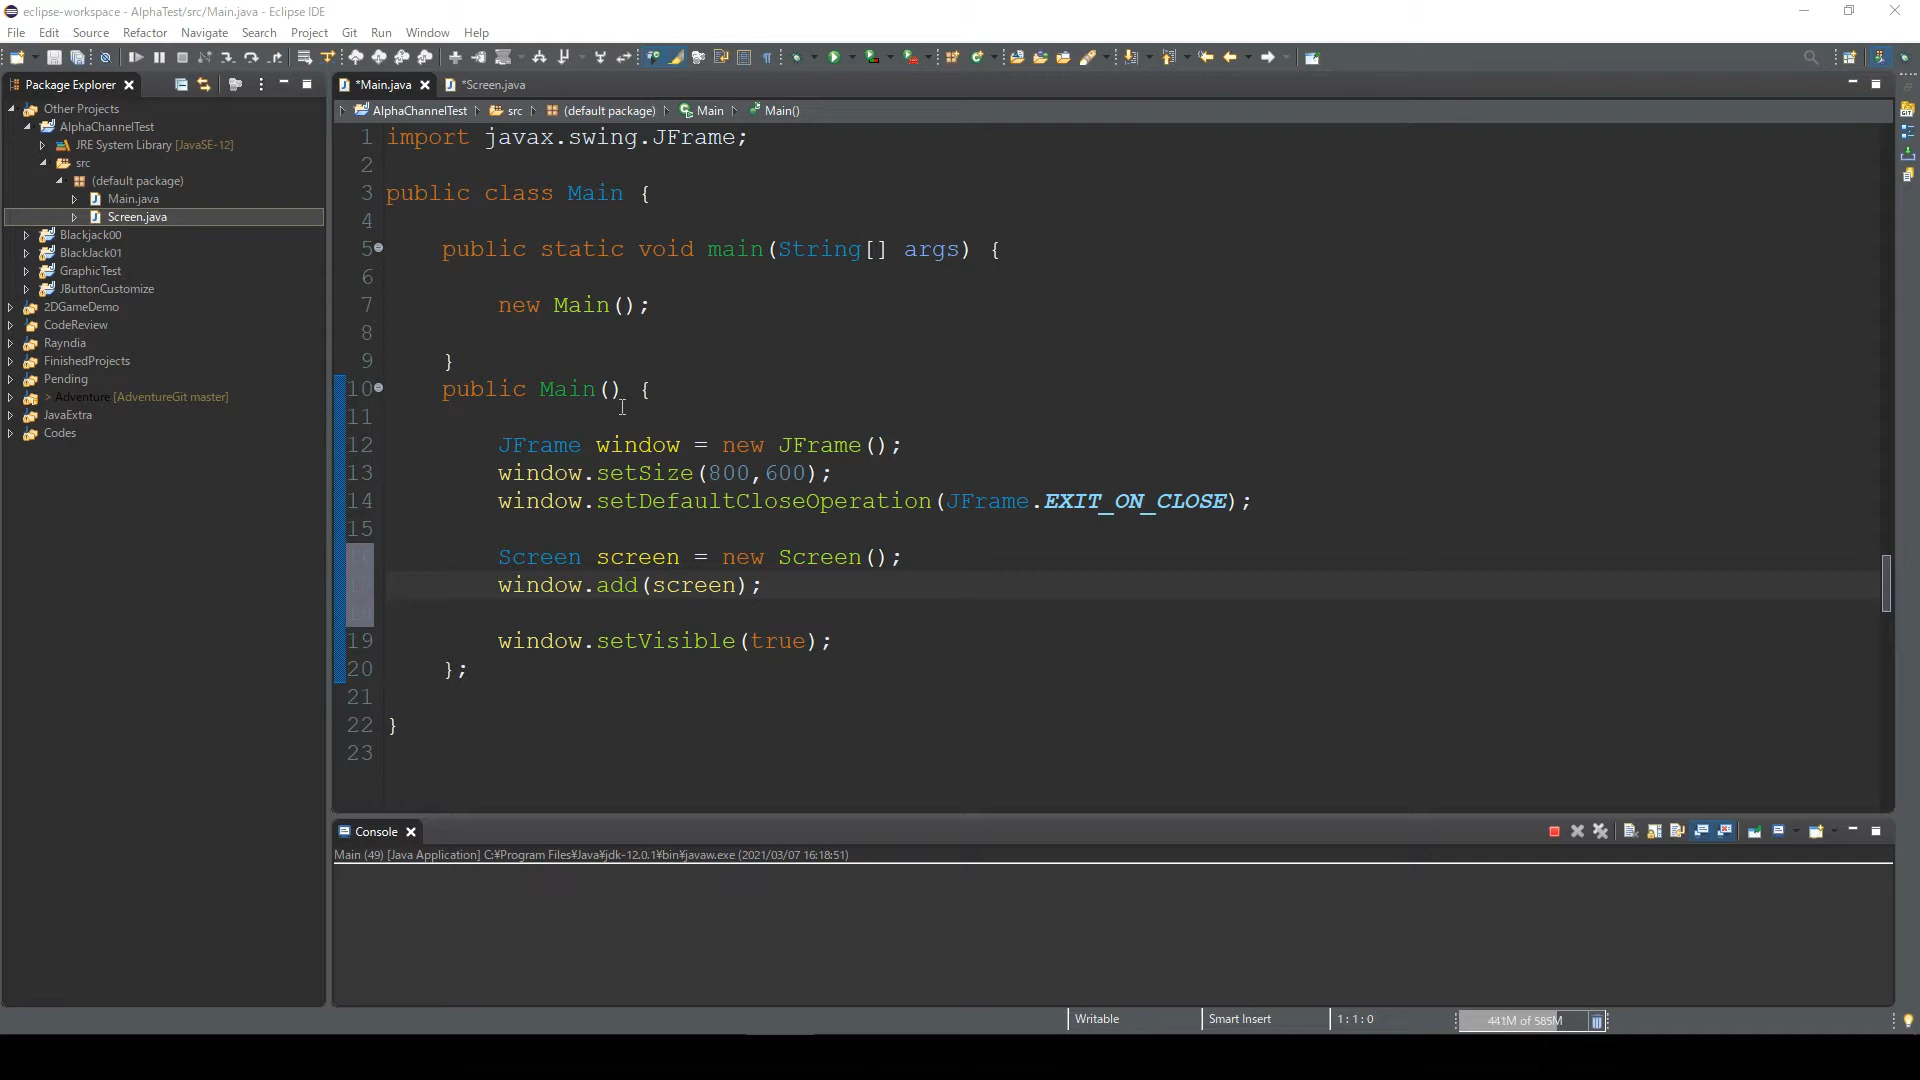 eclipse-workspace - AlphaTest/src/Main.java - Eclipse IDE
File Edit Source Refactor Navigate Search Project Git Run Window Help
Package Explorer
*Main.java
*Screen.java
Other Projects
AlphaChannelTest
JRE System Library [JavaSE-12]
src
(default package)
Main.java
Screen.java
Blackjack00
BlackJack01
GraphicTest
JButtonCustomize
2DGameDemo
CodeReview
Rayndia
FinishedProjects
Pending
> Adventure [AdventureGit master]
JavaExtra
Codes
AlphaChannelTest src (default package) Main Main()
1 import javax.swing.JFrame;
2
3 public class Main {
4
5 public static void main(String[] args) {
6
7 new Main();
8
9 }
10 public Main() {
11
12 JFrame window = new JFrame();
13 window.setSize(800,600);
14 window.setDefaultCloseOperation(JFrame.EXIT_ON_CLOSE);
15
Screen screen = new Screen();
window.add(screen);
19 window.setVisible(true);
20 };
21
22 }
23
Console
Main (49) [Java Application] C:¥Program Files¥Java¥jdk-12.0.1¥bin¥javaw.exe (2021/03/07 16:18:51)
Writable Smart Insert 1:1:0 441M of 585M